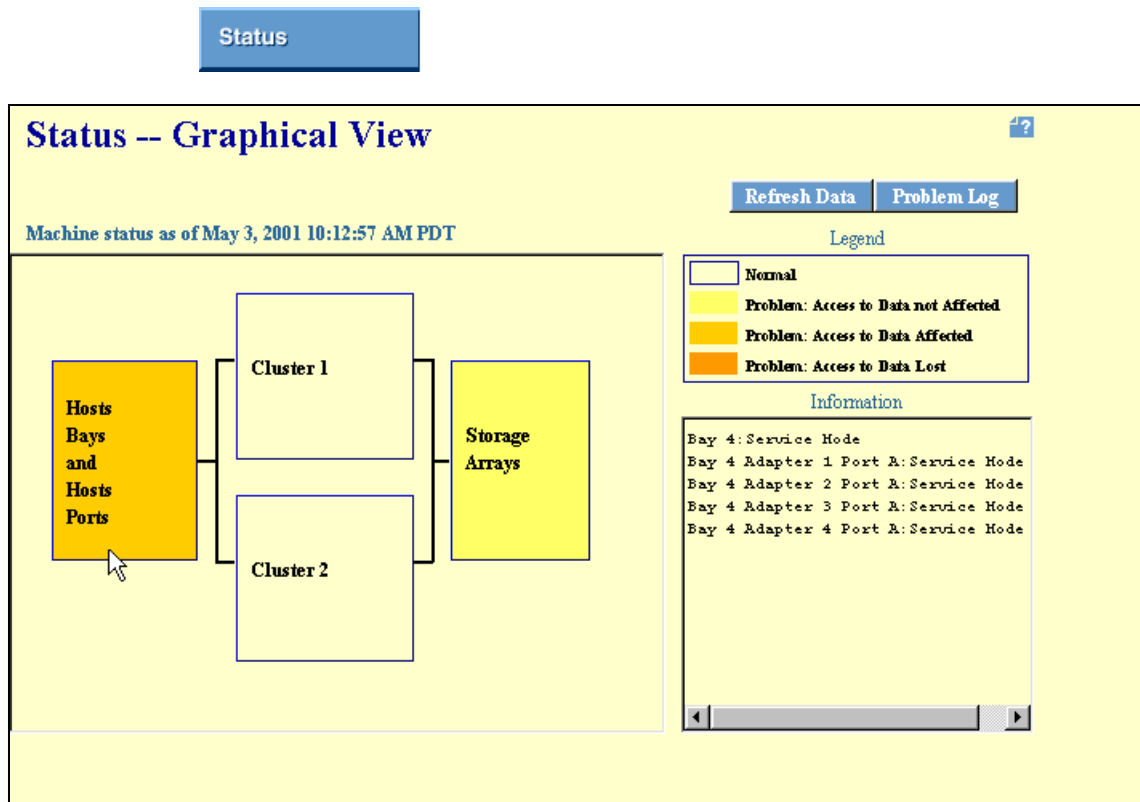 Status
Status -- Graphical View
?
Refresh Data
Problem Log
Machine status as of May 3, 2001 10:12:57 AM PDT
Legend
Normal
Problem: Access to Data not Affected
Problem: Access to Data Affected
Problem: Access to Data Lost
Hosts
Bays
and
Hosts
Ports
Cluster 1
Cluster 2
Storage
Arrays
Information
Bay 4:Service Mode
Bay 4 Adapter 1 Port A:Service Mode
Bay 4 Adapter 2 Port A:Service Mode
Bay 4 Adapter 3 Port A:Service Mode
Bay 4 Adapter 4 Port A:Service Mode